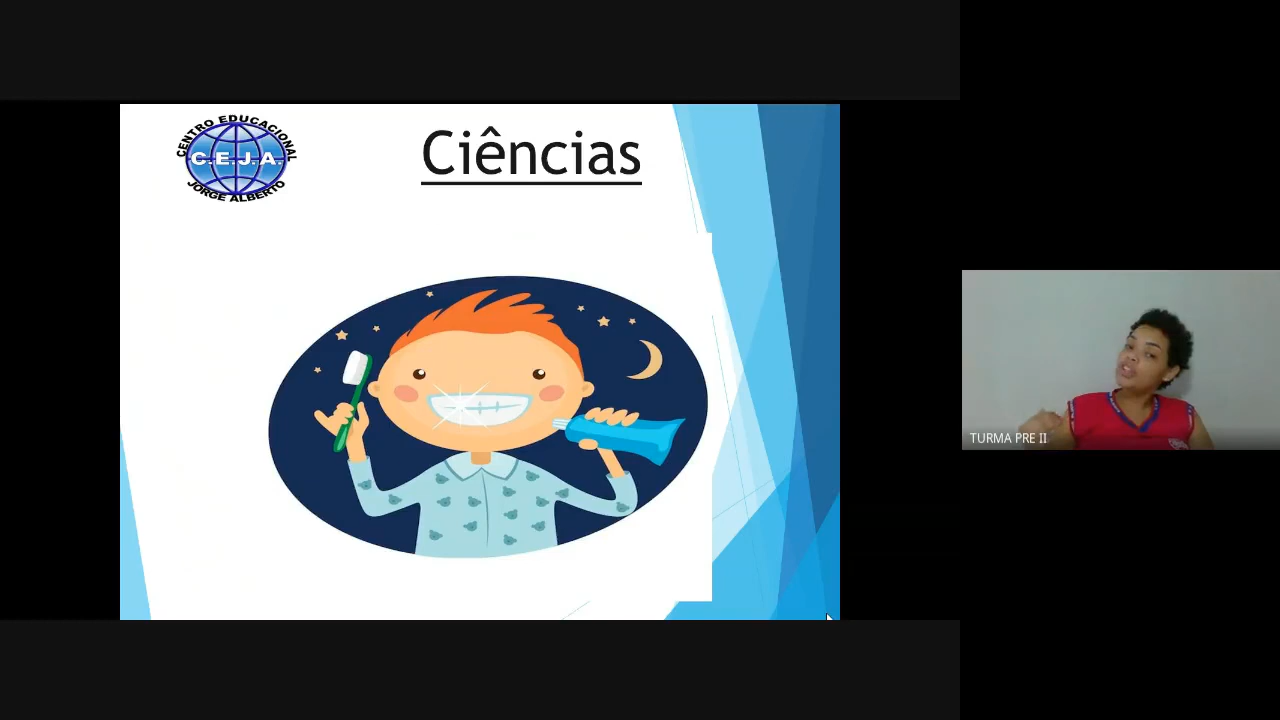 CENTRO EDUCACIONAL
C.E.J.A.
JORGE ALBERTO
Ciências
TURMA PRE II